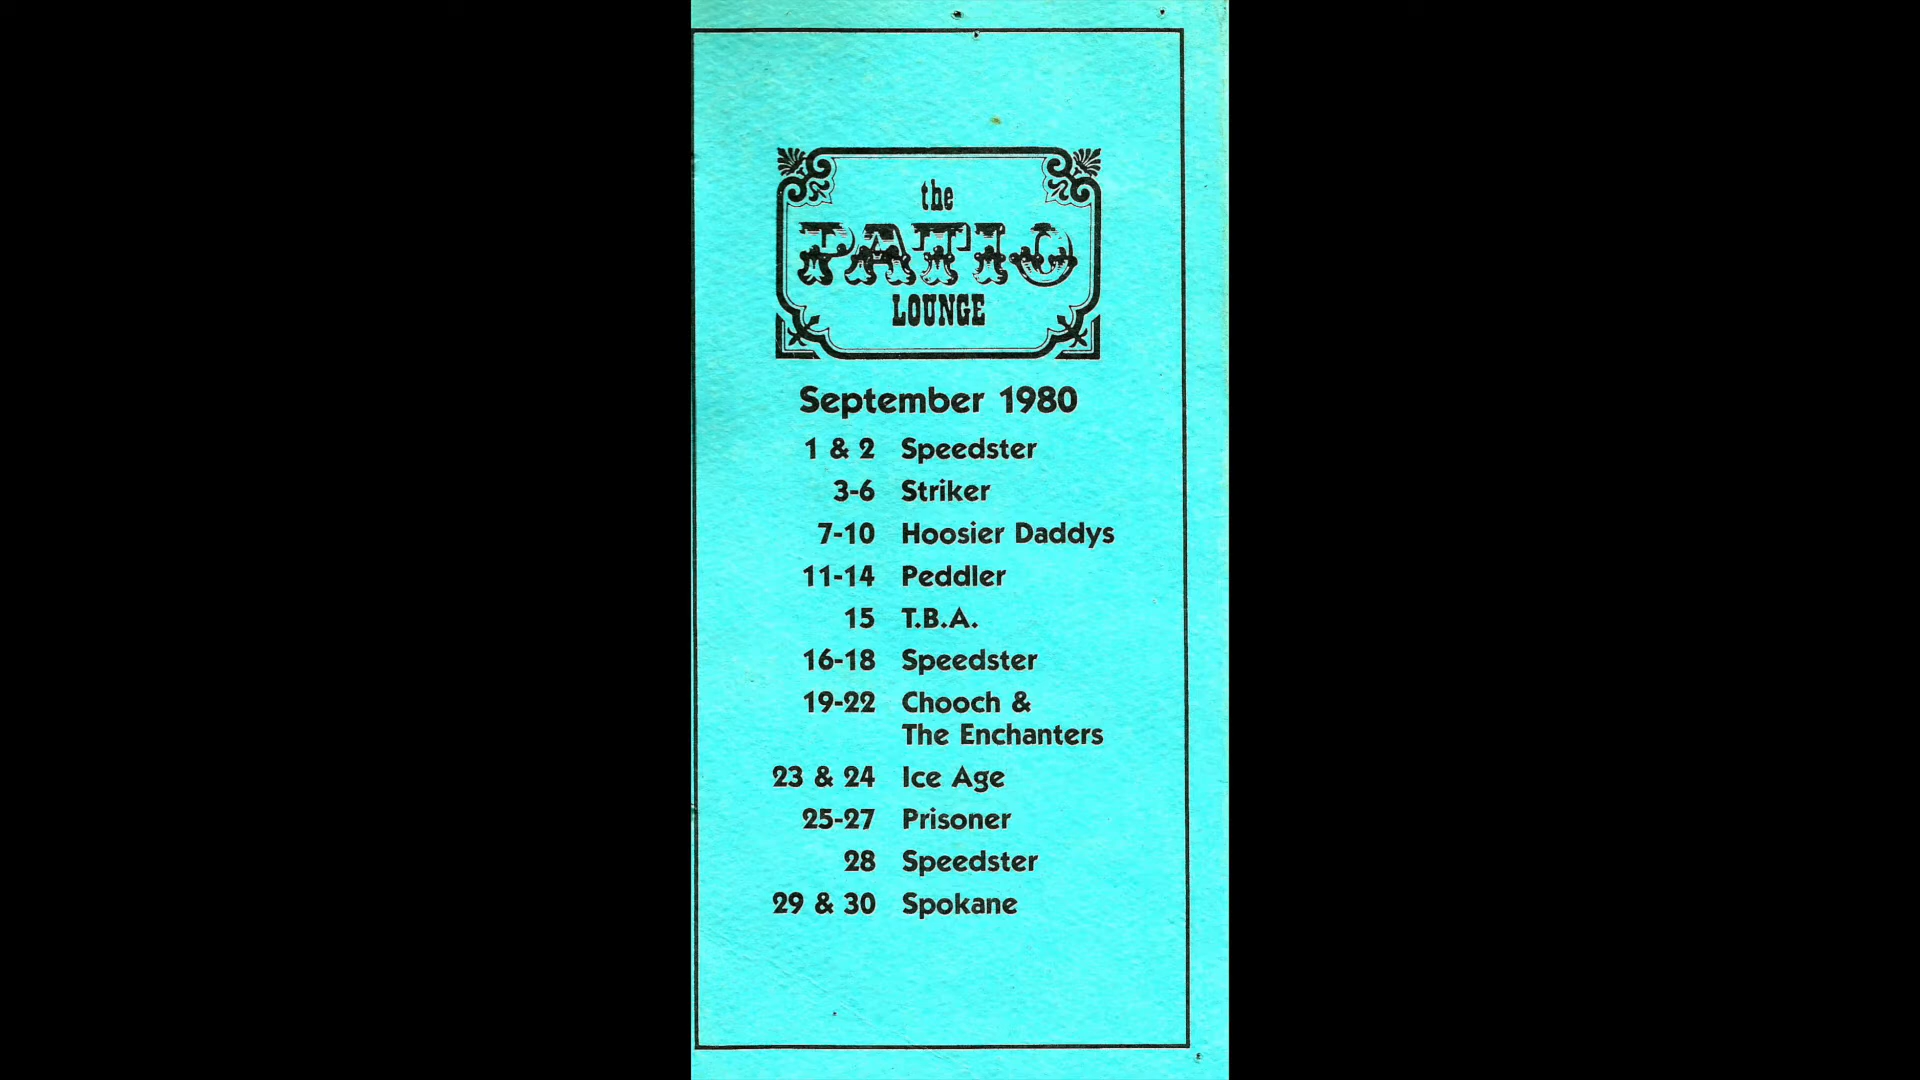 the
PATIO
LOUNGE
September 1980
1 & 2 Speedster
3-6 Striker
7-10 Hoosier Daddys
11-14 Peddler
15 T.B.A.
16-18 Speedster
19-22 Chooch &
The Enchanters
23 & 24 Ice Age
25-27 Prisoner
28 Speedster
29 & 30 Spokane